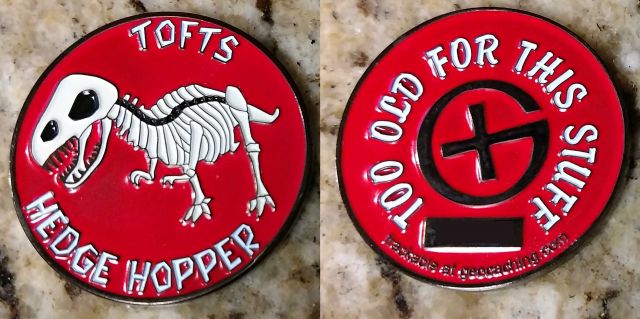 TOFTS
HEDGE HOPPER
TOO OLD FOR THIS STUFF
trackable at geocaching.com